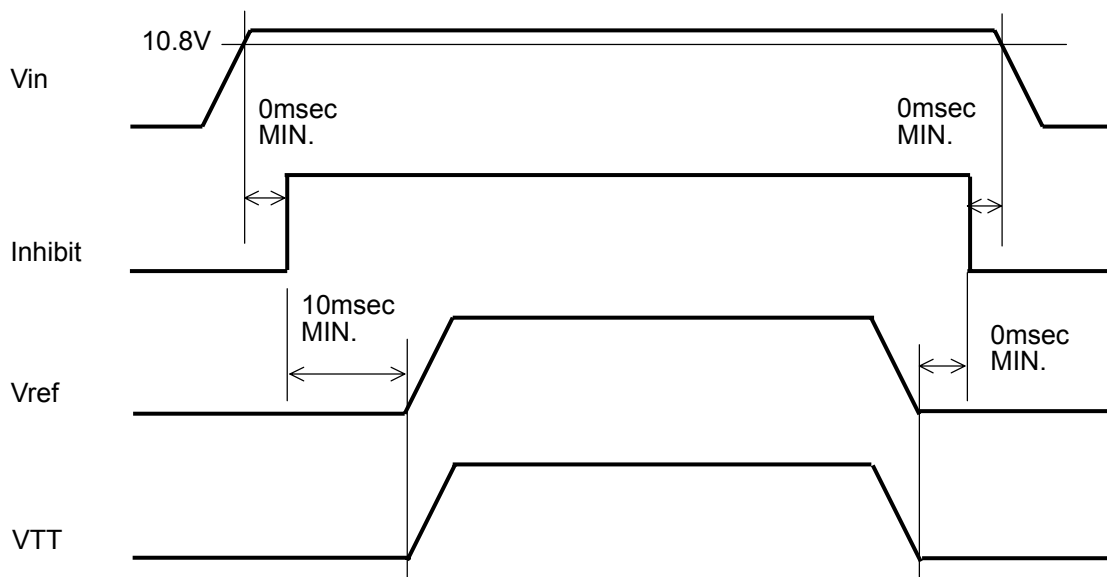 10.8V
Vin
0msec
MIN.
0msec
MIN.
Inhibit
10msec
MIN.
0msec
MIN.
Vref
VTT